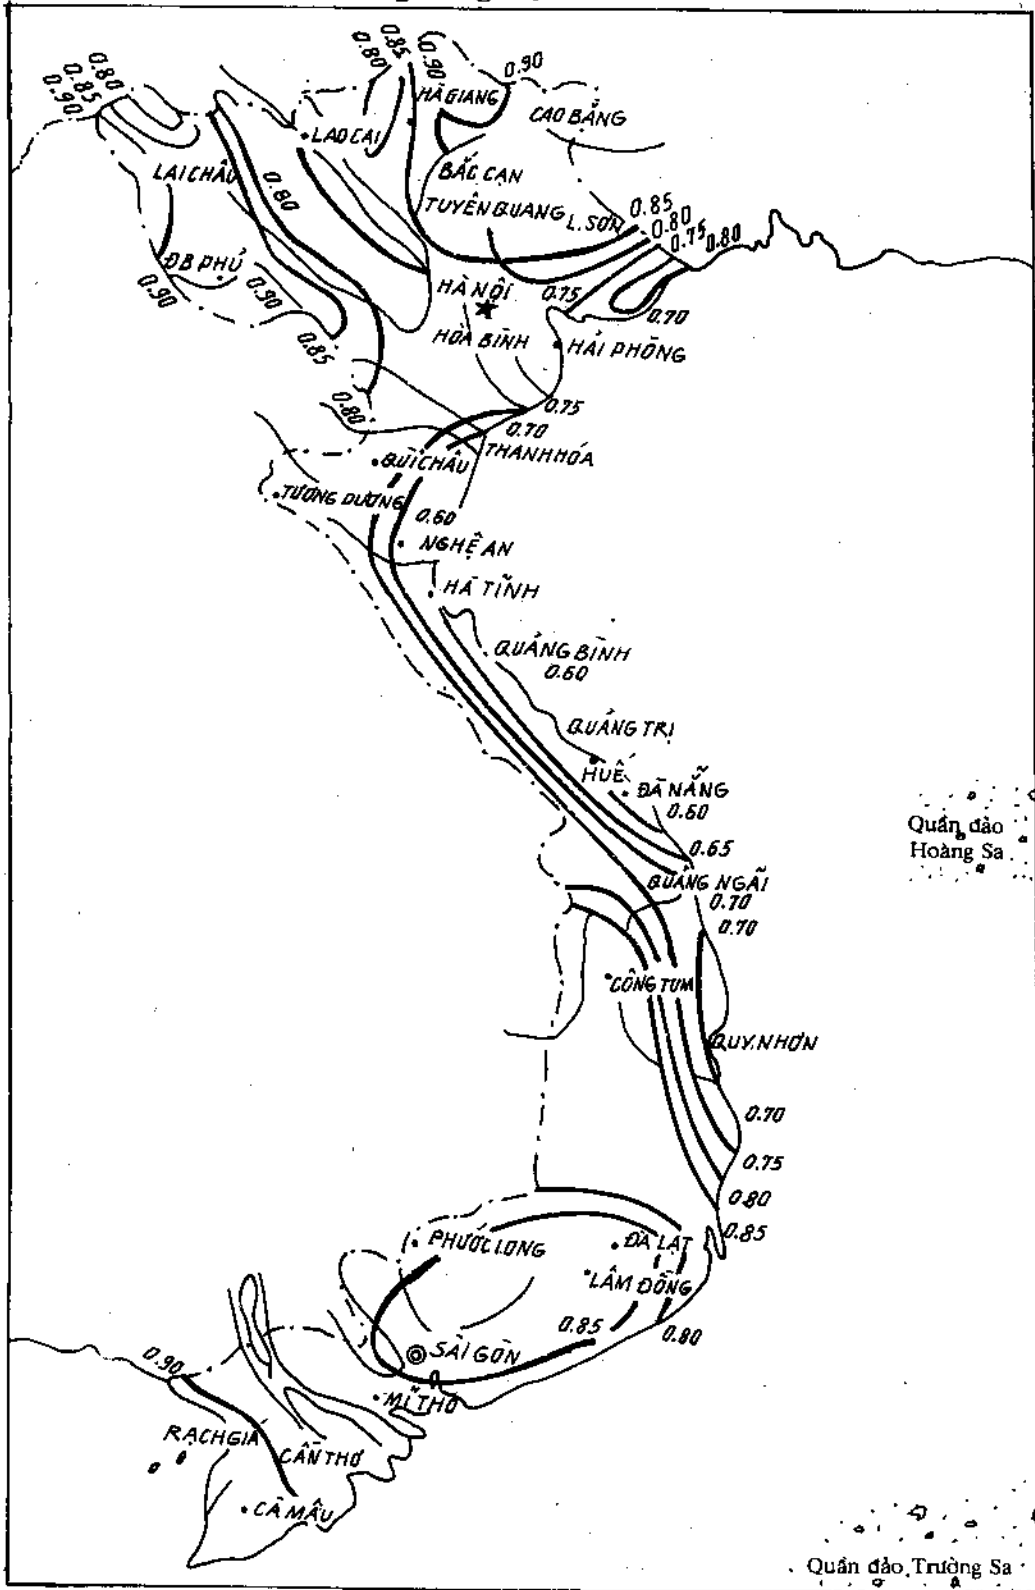 0.85
0.80
0.90
0.90
0.80
0.85
0.90
HÀ GIANG
CAO BẰNG
LAO CAI
LAI CHÂU
0.80
BẮC CẠN
TUYÊN QUANG
L. SƠN
0.85
0.80
0.75
0.80
ĐB PHỦ
0.90
0.90
HÀ NỘI
0.75
0.70
0.85
HÒA BÌNH
HẢI PHÒNG
0.80
0.75
0.70
THANH HÓA
QÙI CHÂU
TƯƠNG DƯƠNG
0.60
NGHỆ AN
HÀ TĨNH
QUẢNG BÌNH
0.60
QUẢNG TRỊ
HUẾ
ĐÀ NẴNG
0.60
Quần đảo
Hoàng Sa
0.65
QUẢNG NGÃI
0.70
0.70
CÔNG TUM
QUY NHƠN
0.70
0.75
0.80
0.85
PHƯỚC LONG
ĐÀ LẠT
LÂM ĐỒNG
0.85
0.80
SÀI GÒN
0.90
MĨ THO
RẠCH GIÁ
CẦN THƠ
CÀ MÂU
Quần đảo Trường Sa